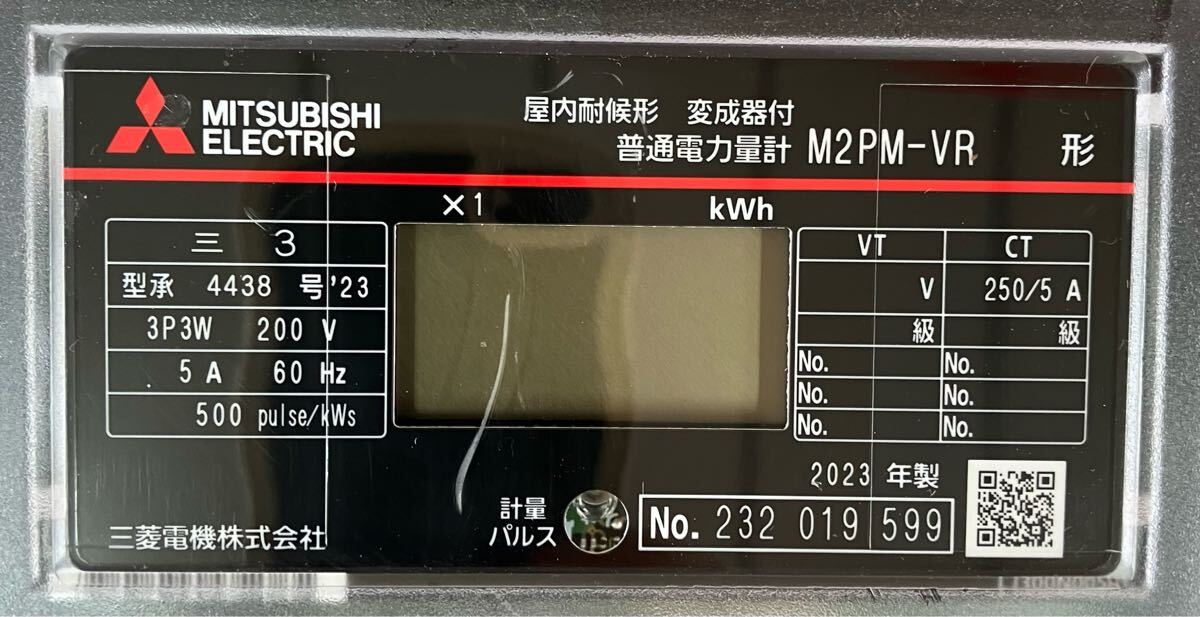 MITSUBISHI
ELECTRIC
屋内耐候形 変成器付
普通電力量計 M2PM-VR 形
×1 kWh
三 3
型承 4438 号'23
3P3W 200 V
5 A 60 Hz
500 pulse/kWs
VT CT
V 250/5 A
級 級
No. No.
No. No.
No. No.
2023 年製
計量
パルス
No. 232 019 599
三菱電機株式会社